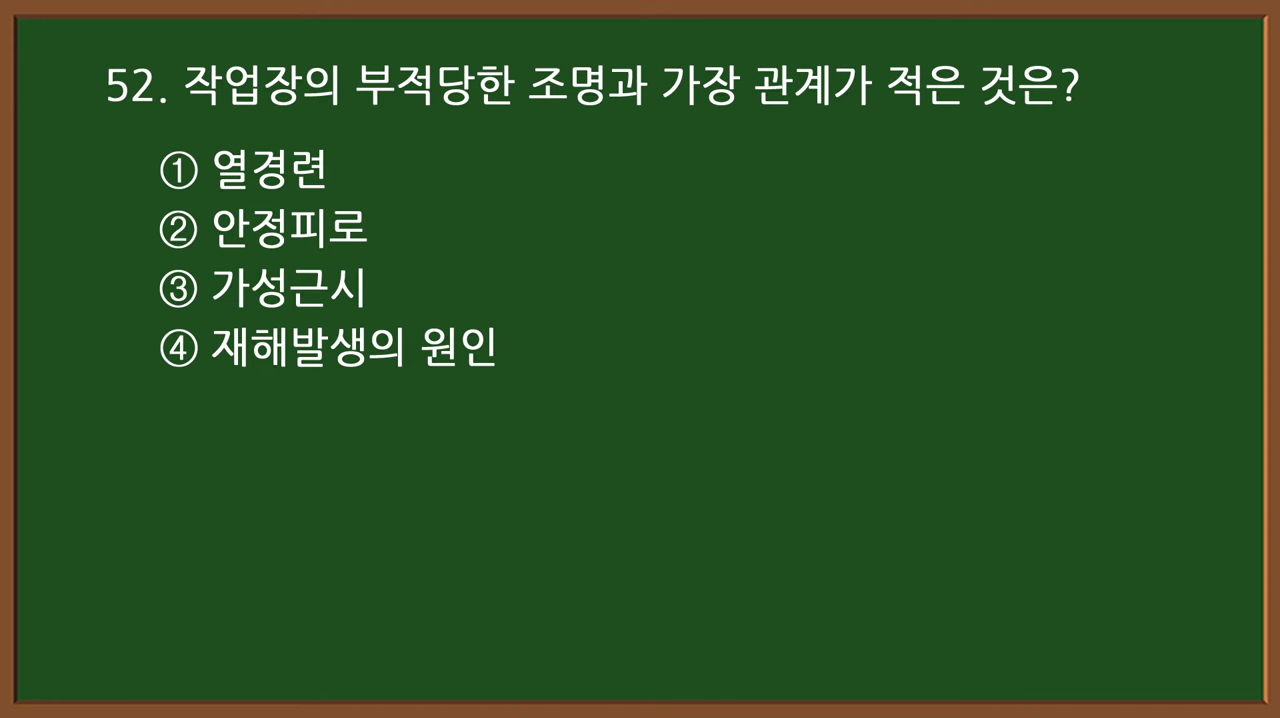 52. 작업장의 부적당한 조명과 가장 관계가 적은 것은?
① 열경련
② 안정피로
③ 가성근시
④ 재해발생의 원인